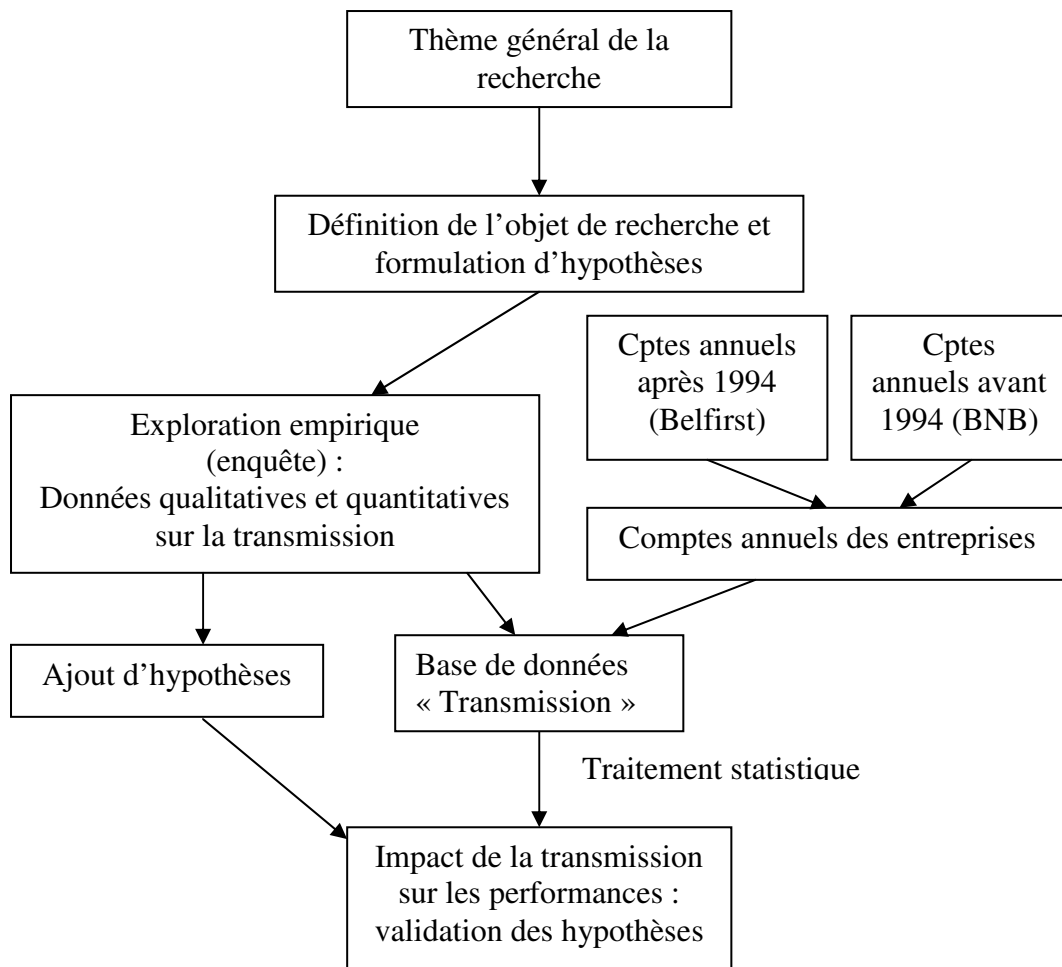 Thème général de la
recherche
Définition de l’objet de recherche et
formulation d’hypothèses
Cptes annuels
après 1994
(Belfirst)
Cptes
annuels avant
1994 (BNB)
Exploration empirique
(enquête) :
Données qualitatives et quantitatives
sur la transmission
Comptes annuels des entreprises
Ajout d’hypothèses
Base de données
« Transmission »
Traitement statistique
Impact de la transmission
sur les performances :
validation des hypothèses